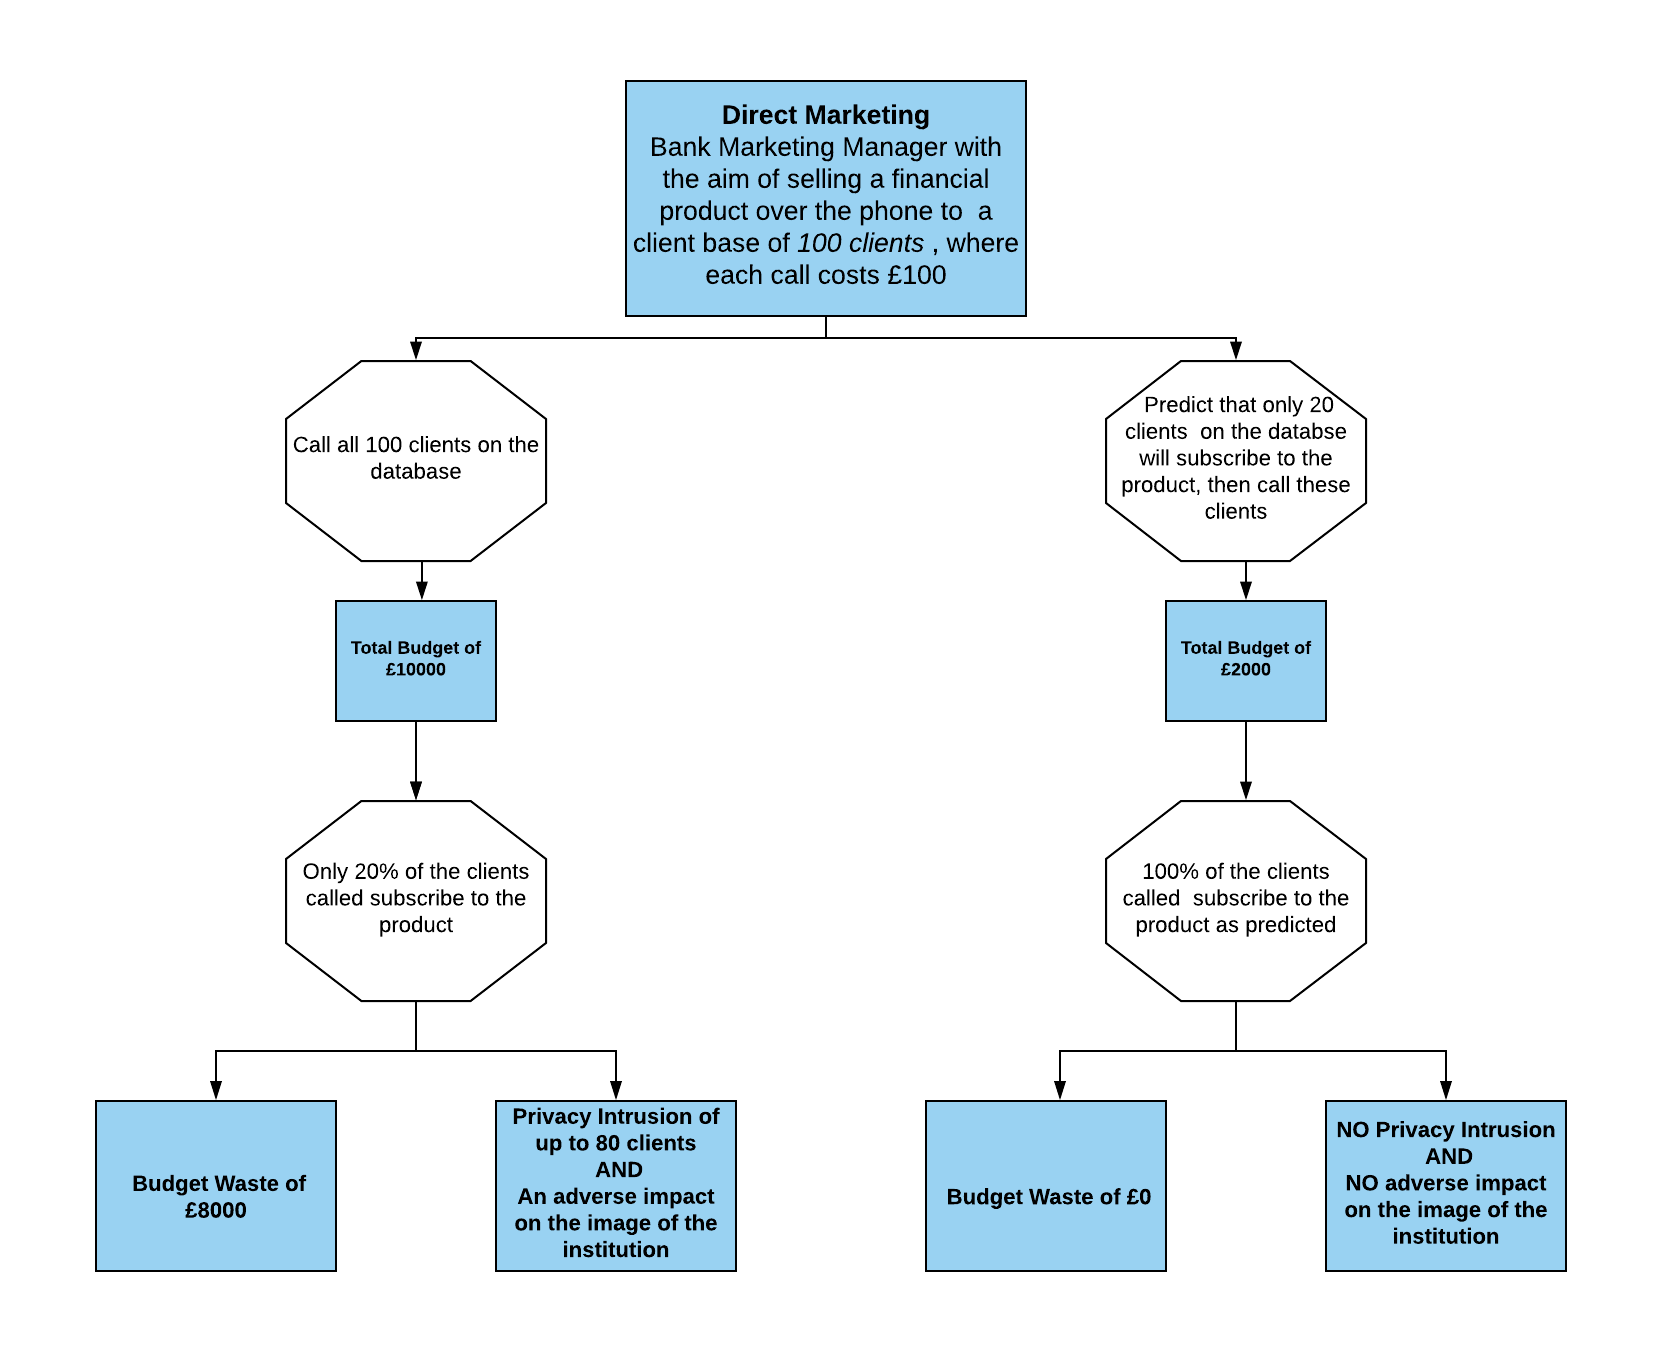 Direct Marketing
Bank Marketing Manager with
the aim of selling a financial
product over the phone to a
client base of 100 clients , where
each call costs £100
Call all 100 clients on the
database
Predict that only 20
clients on the databse
will subscribe to the
product, then call these
clients
Total Budget of
£10000
Total Budget of
£2000
Only 20% of the clients
called subscribe to the
product
100% of the clients
called subscribe to the
product as predicted
Budget Waste of
£8000
Privacy Intrusion of
up to 80 clients
AND
An adverse impact
on the image of the
institution
Budget Waste of £0
NO Privacy Intrusion
AND
NO adverse impact
on the image of the
institution